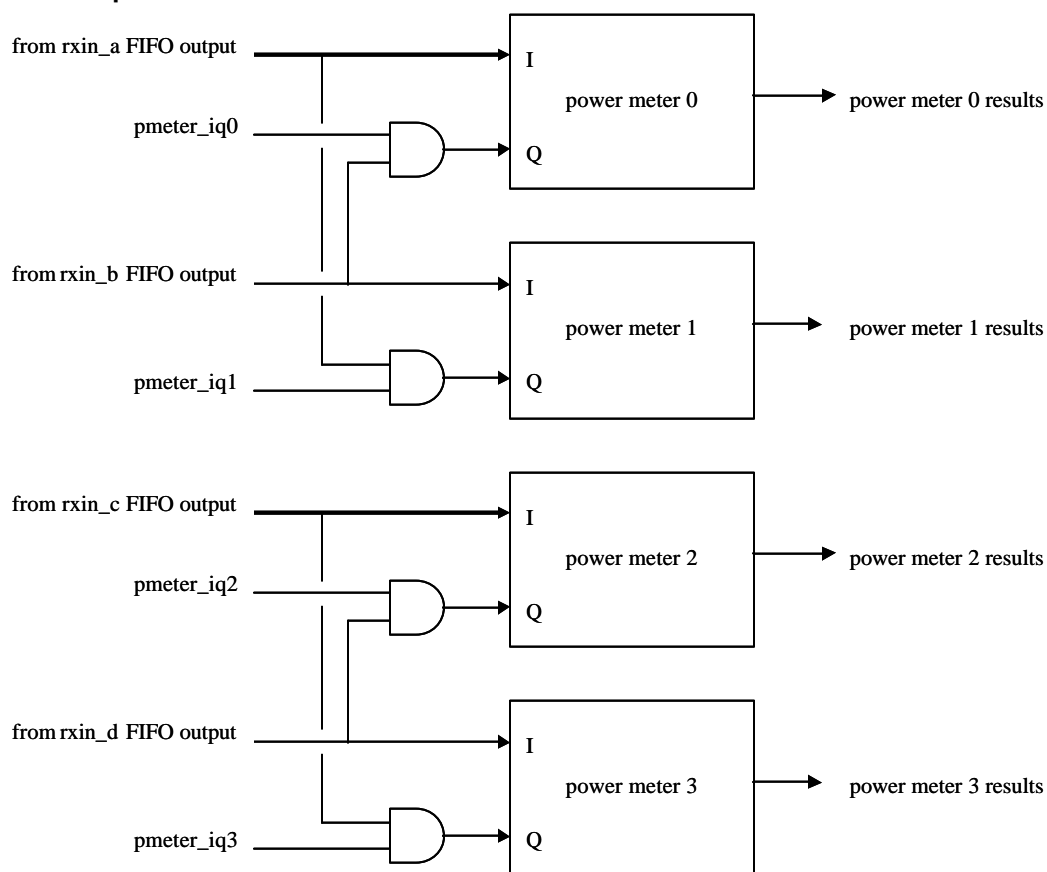 from rxin_a FIFO output
I
power meter 0
power meter 0 results
pmeter_iq0
Q
from rxin_b FIFO output
I
power meter 1
power meter 1 results
pmeter_iq1
Q
from rxin_c FIFO output
I
power meter 2
power meter 2 results
pmeter_iq2
Q
from rxin_d FIFO output
I
power meter 3
power meter 3 results
pmeter_iq3
Q